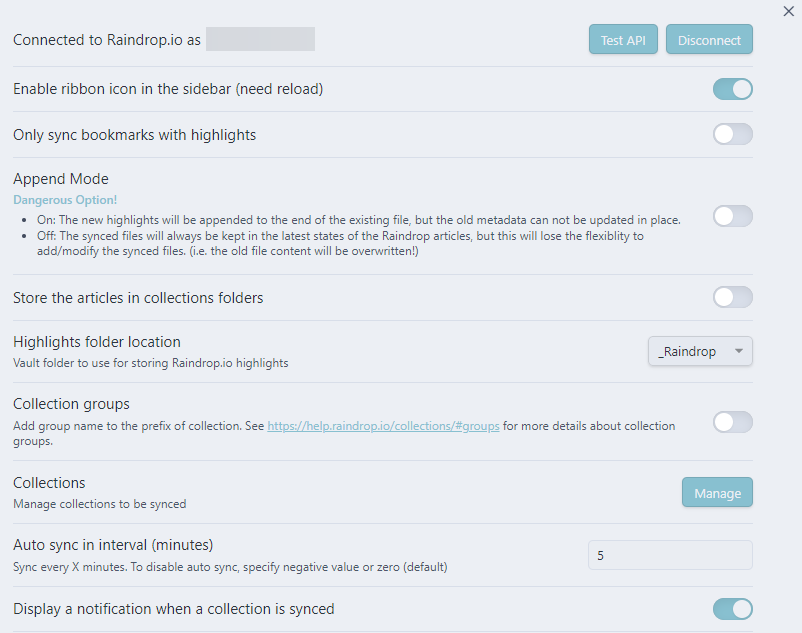 Connected to Raindrop.io as
Test API
Disconnect
Enable ribbon icon in the sidebar (need reload)
Only sync bookmarks with highlights
Append Mode
Dangerous Option!
• On: The new highlights will be appended to the end of the existing file, but the old metadata can not be updated in place.
• Off: The synced files will always be kept in the latest states of the Raindrop articles, but this will lose the flexiblity to
add/modify the synced files. (i.e. the old file content will be overwritten!)
Store the articles in collections folders
Highlights folder location
Vault folder to use for storing Raindrop.io highlights
_Raindrop
Collection groups
Add group name to the prefix of collection. See https://help.raindrop.io/collections/#groups for more details about collection
groups.
Collections
Manage collections to be synced
Manage
Auto sync in interval (minutes)
Sync every X minutes. To disable auto sync, specify negative value or zero (default)
5
Display a notification when a collection is synced